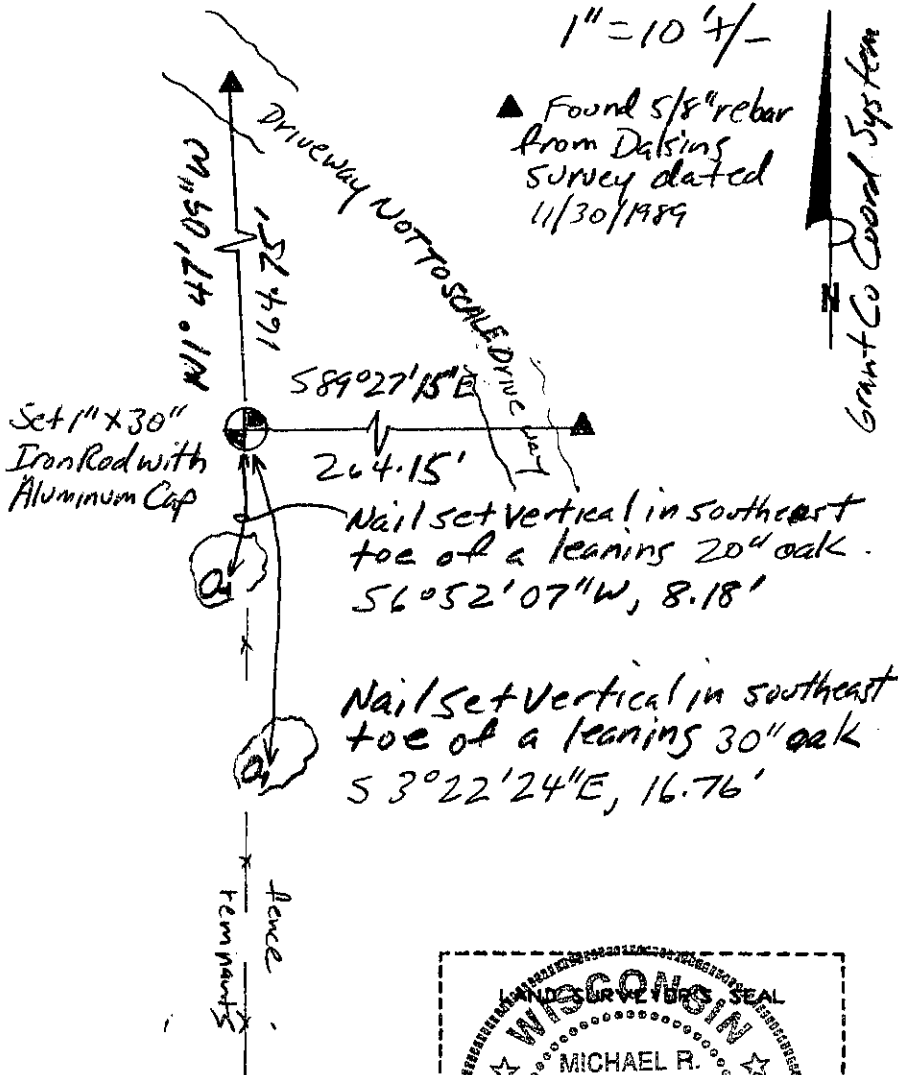 1"=10'+/-
▲ Found 5/8" rebar
from Dalsing
survey dated
11/30/1989
Grant Co Coord System
N
Driveway NOT TO SCALE Drive way
N1°47'09"W
164.75'
S89°27'15"E
264.15'
Set 1" X 30"
Iron Rod with
Aluminum Cap
Nail set vertical in southeast
toe of a leaning 20" oak.
S6°52'07"W, 8.18'
Nail set Vertical in southeast
toe of a leaning 30" oak
S 3°22'24"E, 16.76'
fence
remnants
LAND SURVEYOR'S SEAL
WISCONSIN
MICHAEL R.